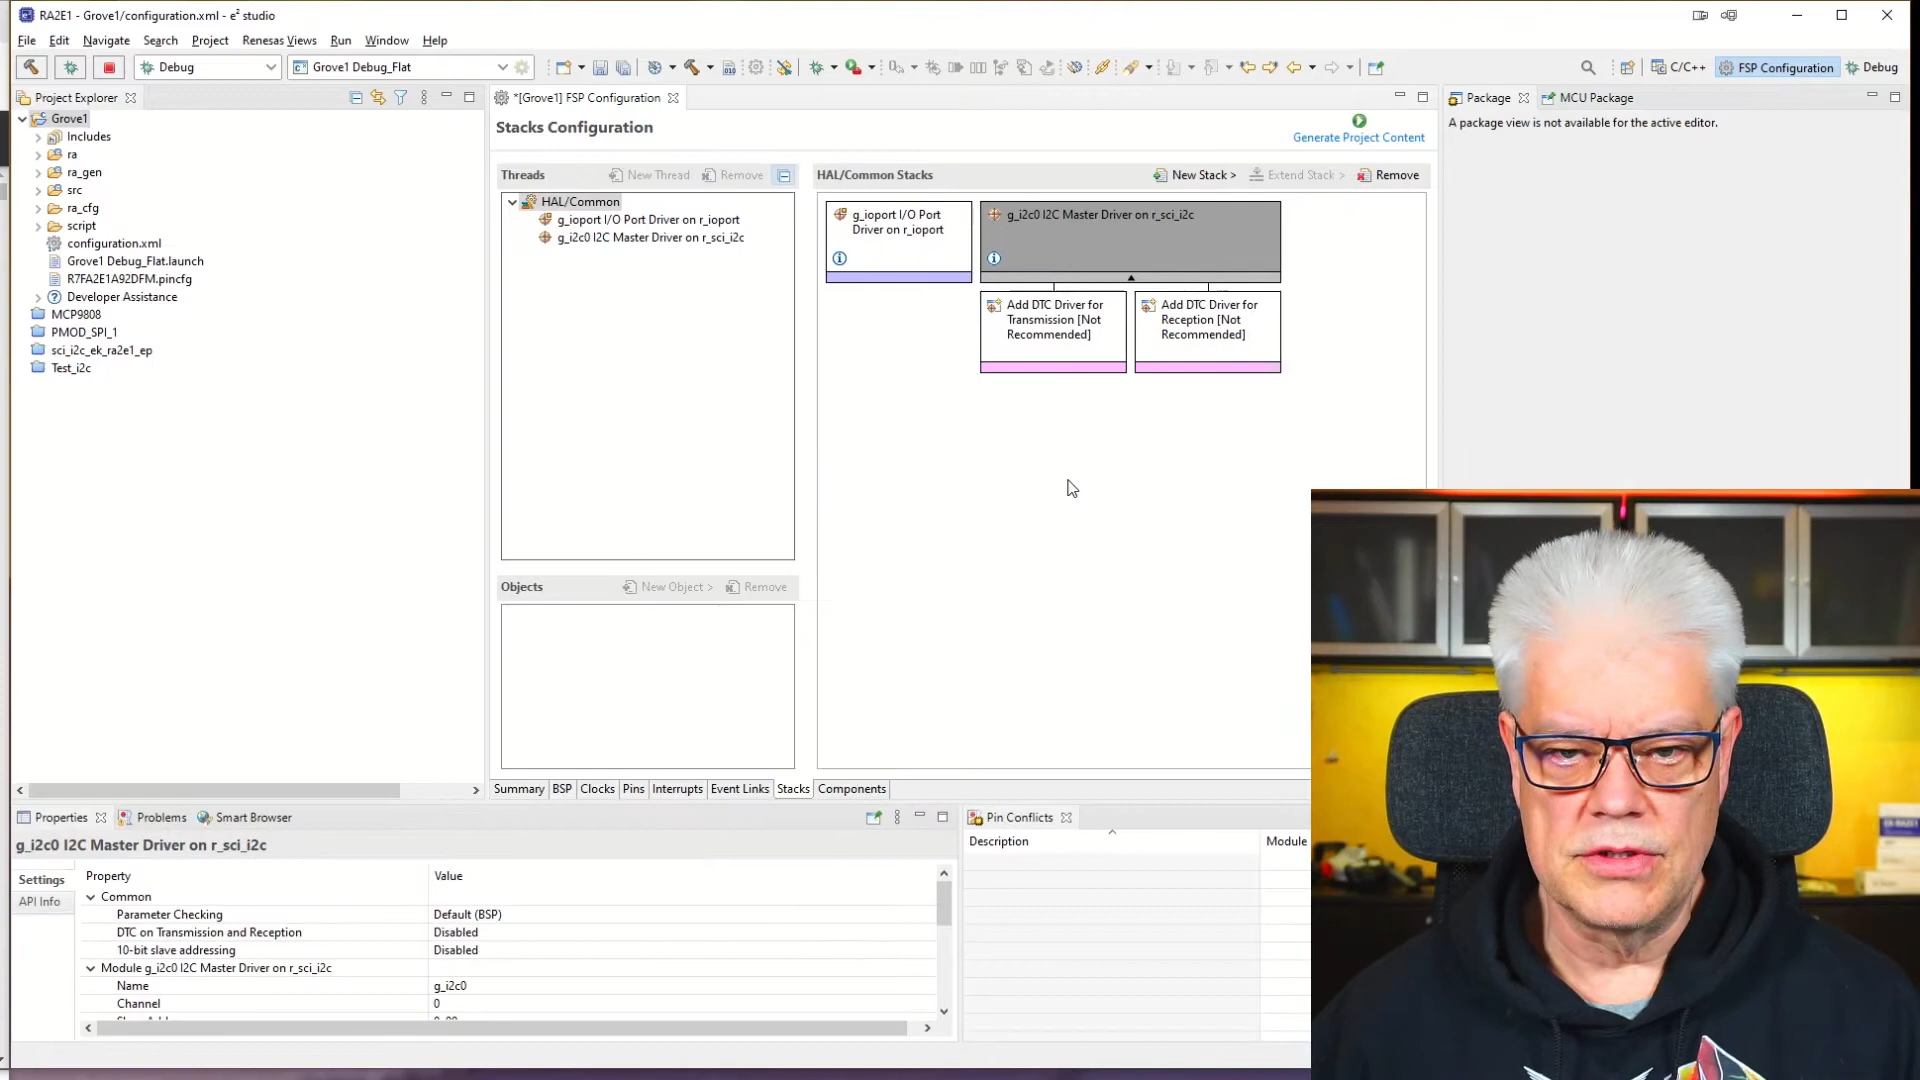 RA2E1 - Grove1/configuration.xml - e² studio
File Edit Navigate Search Project Renesas Views Run Window Help
Debug
Grove1 Debug_Flat
C/C++
FSP Configuration
Debug
Project Explorer
Grove1
Includes
ra
ra_gen
src
ra_cfg
script
configuration.xml
Grove1 Debug_Flat.launch
R7FA2E1A92DFM.pincfg
Developer Assistance
MCP9808
PMOD_SPI_1
sci_i2c_ek_ra2e1_ep
Test_i2c
*[Grove1] FSP Configuration
Stacks Configuration
Generate Project Content
Threads
New Thread
Remove
HAL/Common
g_ioport I/O Port Driver on r_ioport
g_i2c0 I2C Master Driver on r_sci_i2c
Objects
New Object >
Remove
HAL/Common Stacks
New Stack >
Extend Stack >
Remove
g_ioport I/O Port
Driver on r_ioport
g_i2c0 I2C Master Driver on r_sci_i2c
Add DTC Driver for
Transmission [Not
Recommended]
Add DTC Driver for
Reception [Not
Recommended]
Summary BSP Clocks Pins Interrupts Event Links Stacks Components
Package
MCU Package
A package view is not available for the active editor.
Properties
Problems
Smart Browser
g_i2c0 I2C Master Driver on r_sci_i2c
Settings
API Info
Property Value
Common
Parameter Checking Default (BSP)
DTC on Transmission and Reception Disabled
10-bit slave addressing Disabled
Module g_i2c0 I2C Master Driver on r_sci_i2c
Name g_i2c0
Channel 0
Pin Conflicts
Description Module